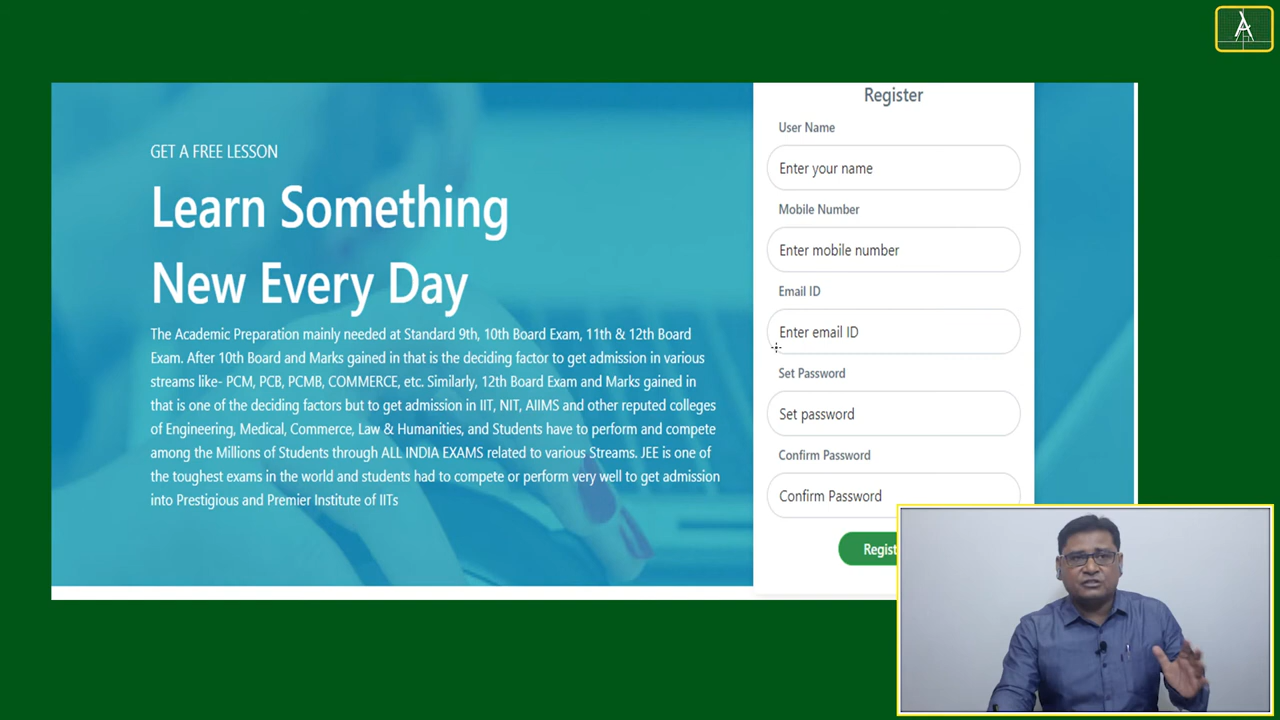 GET A FREE LESSON
Learn Something
New Every Day
The Academic Preparation mainly needed at Standard 9th, 10th Board Exam, 11th & 12th Board
Exam. After 10th Board and Marks gained in that is the deciding factor to get admission in various
streams like- PCM, PCB, PCMB, COMMERCE, etc. Similarly, 12th Board Exam and Marks gained in
that is one of the deciding factors but to get admission in IIT, NIT, AIIMS and other reputed colleges
of Engineering, Medical, Commerce, Law & Humanities, and Students have to perform and compete
among the Millions of Students through ALL INDIA EXAMS related to various Streams. JEE is one of
the toughest exams in the world and students had to compete or perform very well to get admission
into Prestigious and Premier Institute of IITs
Register
User Name
Enter your name
Mobile Number
Enter mobile number
Email ID
Enter email ID
Set Password
Set password
Confirm Password
Confirm Password
Regist
A